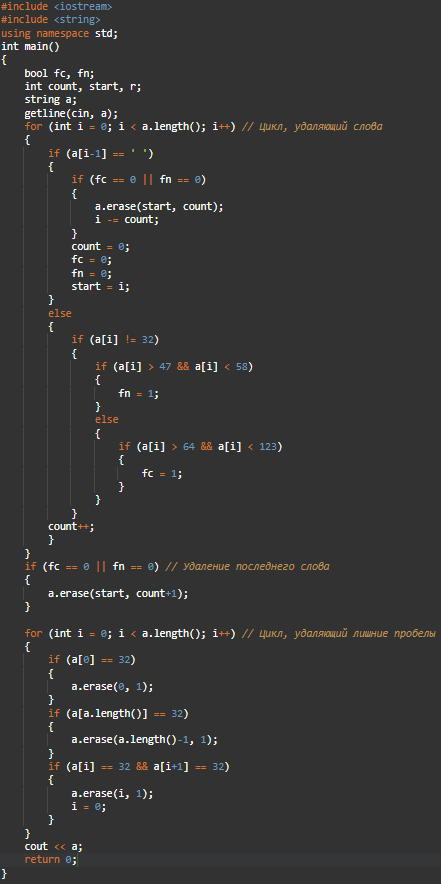 #include <iostream>
#include <string>
using namespace std;
int main()
{
    bool fc, fn;
    int count, start, r;
    string a;
    getline(cin, a);
    for (int i = 0; i < a.length(); i++) // Цикл, удаляющий слова
    {
        if (a[i-1] == ' ')
        {
            if (fc == 0 || fn == 0)
            {
                a.erase(start, count);
                i -= count;
            }
            count = 0;
            fc = 0;
            fn = 0;
            start = i;
        }
        else
        {
            if (a[i] != 32)
            {
                if (a[i] > 47 && a[i] < 58)
                {
                    fn = 1;
                }
                else
                {
                    if (a[i] > 64 && a[i] < 123)
                    {
                        fc = 1;
                    }
                }
            }
        count++;
        }
    }
    if (fc == 0 || fn == 0) // Удаление последнего слова
    {
        a.erase(start, count+1);
    }

    for (int i = 0; i < a.length(); i++) // Цикл, удаляющий лишние пробелы
    {
        if (a[0] == 32)
        {
            a.erase(0, 1);
        }
        if (a[a.length()] == 32)
        {
            a.erase(a.length()-1, 1);
        }
        if (a[i] == 32 && a[i+1] == 32)
        {
            a.erase(i, 1);
            i = 0;
        }
    }
    cout << a;
    return 0;
}